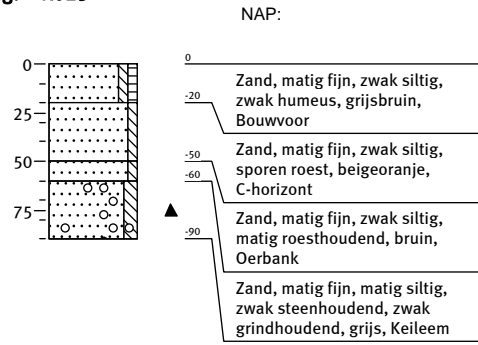 NAP:
0
25
50
75
0
Zand, matig fijn, zwak siltig,
zwak humeus, grijsbruin,
Bouwvoor
-20
Zand, matig fijn, zwak siltig,
sporen roest, beigeoranje,
C-horizont
-50
-60
Zand, matig fijn, zwak siltig,
matig roesthoudend, bruin,
Oerbank
-90
Zand, matig fijn, matig siltig,
zwak steenhoudend, zwak
grindhoudend, grijs, Keileem